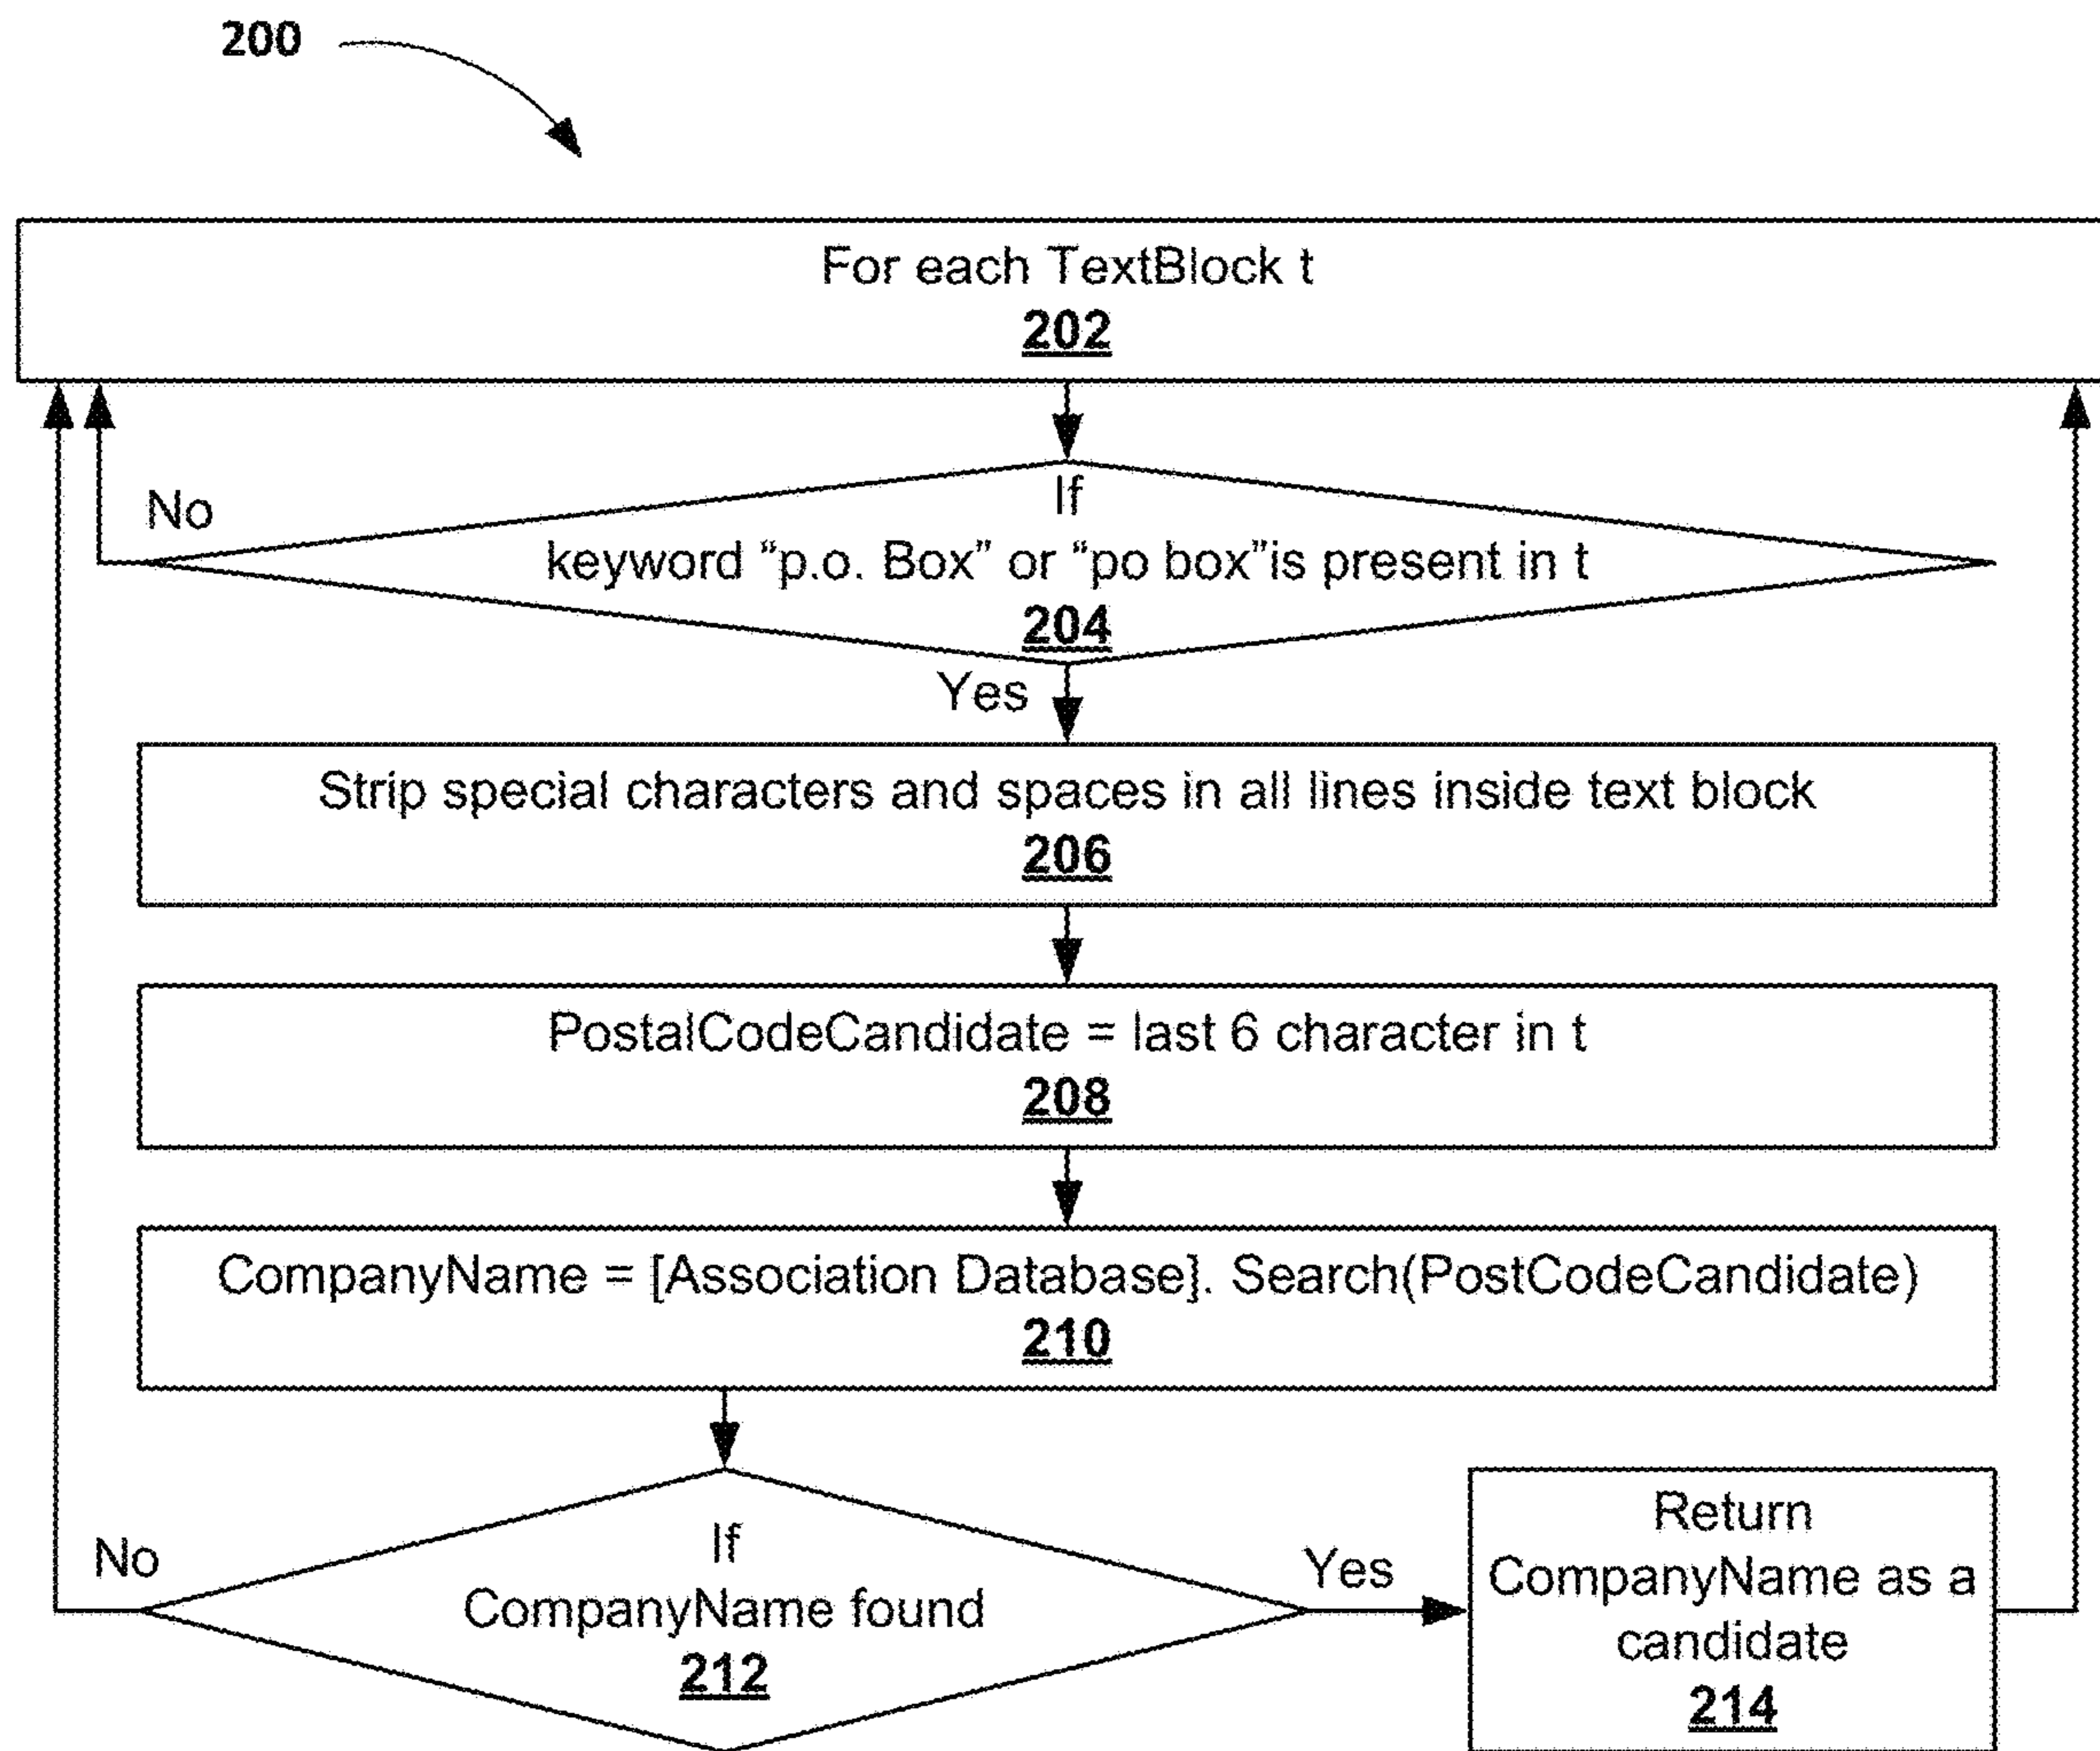 200
For each TextBlock t
202
If
No
keyword “p.o. Box” or “po box”is present in t
204
Yes
Strip special characters and spaces in all lines inside text block
206
PostalCodeCandidate = last 6 character in t
208
CompanyName = [Association Database]. Search(PostCodeCandidate)
210
No
If
CompanyName found
212
Yes
Return
CompanyName as a
candidate
214